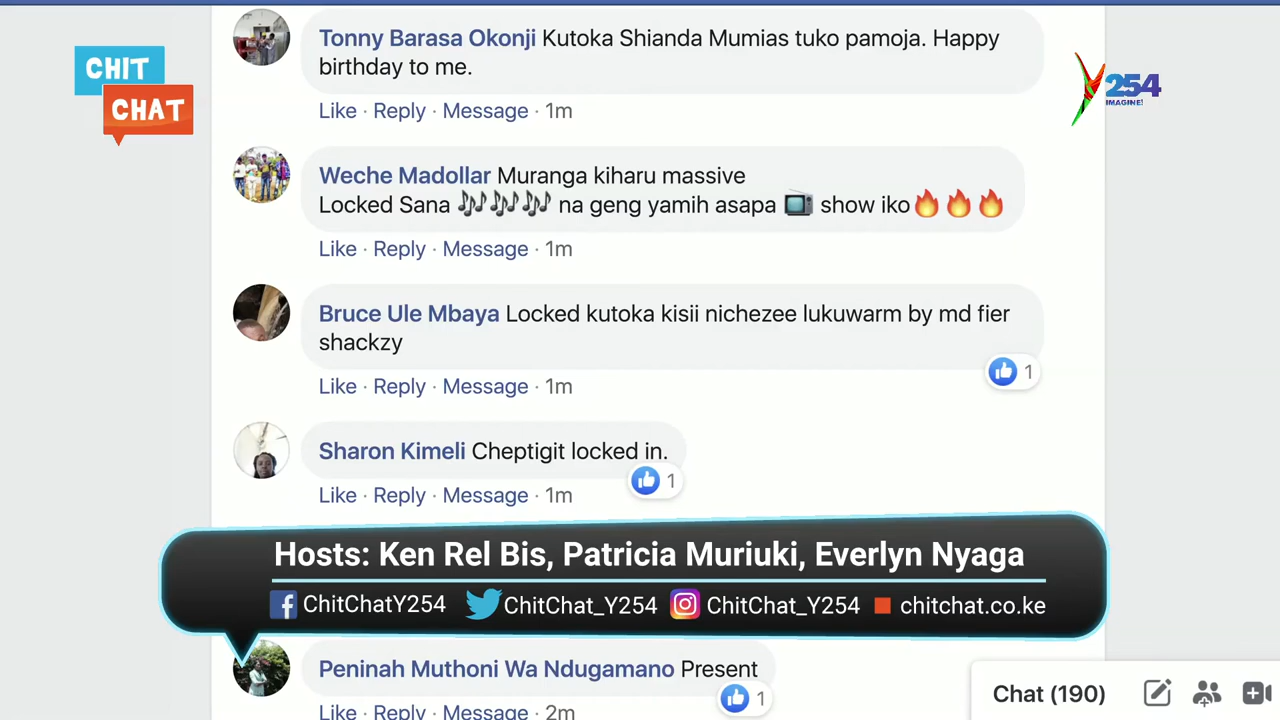 Tonny Barasa Okonji Kutoka Shianda Mumias tuko pamoja. Happy
birthday to me.
Like · Reply · Message · 1m
CHIT
CHAT
Y254
IMAGINE!
Weche Madollar Muranga kiharu massive
Locked Sana 🎶🎶🎶 na geng yamih asapa 📺 show iko🔥🔥🔥
Like · Reply · Message · 1m
Bruce Ule Mbaya Locked kutoka kisii nichezee lukuwarm by md fier
shackzy
1
Like · Reply · Message · 1m
Sharon Kimeli Cheptigit locked in.
1
Like · Reply · Message · 1m
Hosts: Ken Rel Bis, Patricia Muriuki, Everlyn Nyaga
ChitChatY254 ChitChat_Y254 ChitChat_Y254 chitchat.co.ke
Peninah Muthoni Wa Ndugamano Present
1
Like · Reply · Message · 2m
Chat (190)